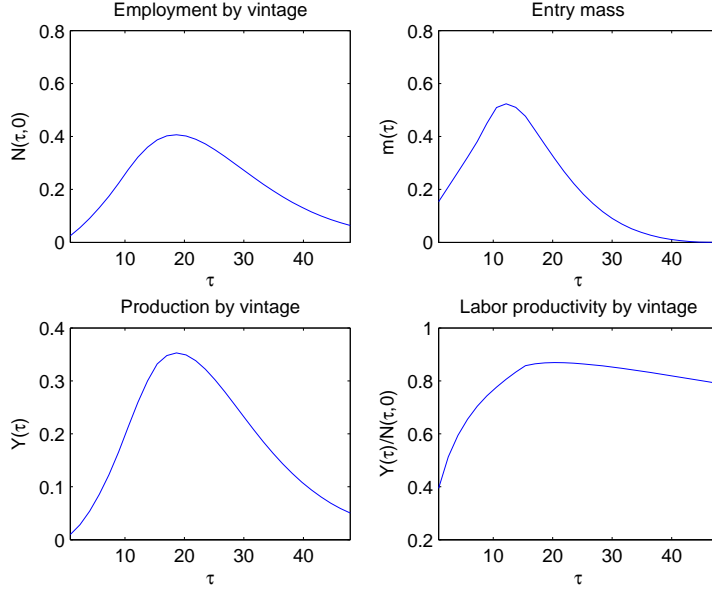 Employment by vintage
0.8
0.6
0.4
0.2
0
N(τ,0)
10 20 30 40
τ
Entry mass
0.8
0.6
0.4
0.2
0
m(τ)
10 20 30 40
τ
Production by vintage
0.4
0.3
0.2
0.1
0
Y(τ)
10 20 30 40
τ
Labor productivity by vintage
1
0.8
0.6
0.4
0.2
Y(τ)/N(τ,0)
10 20 30 40
τ